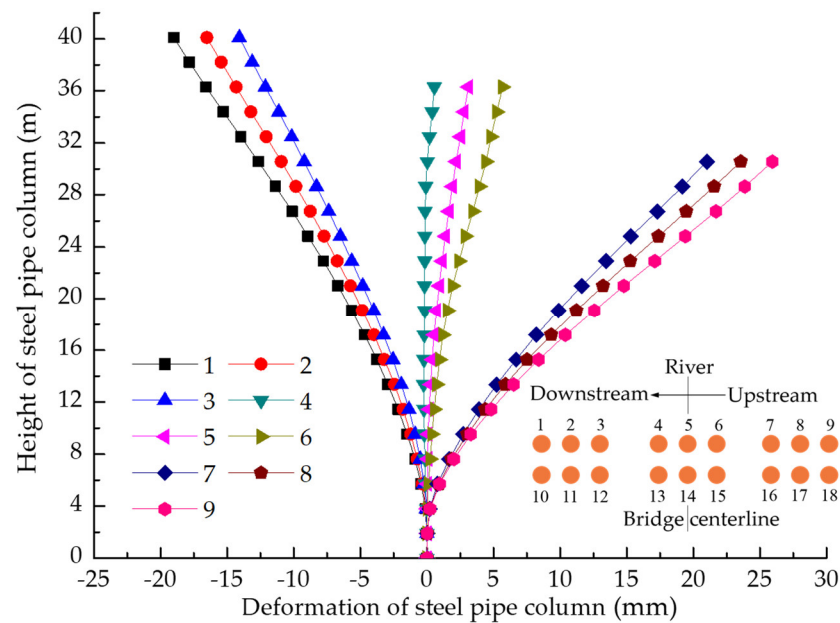 Height of steel pipe column (m)
40
36
32
28
24
20
16
12
8
4
0
1 2
3 4
5 6
7 8
9
River
Downstream Upstream
1 2 3 4 5 6 7 8 9
10 11 12 13 14 15 16 17 18
Bridge centerline
-25 -20 -15 -10 -5 0 5 10 15 20 25 30
Deformation of steel pipe column (mm)